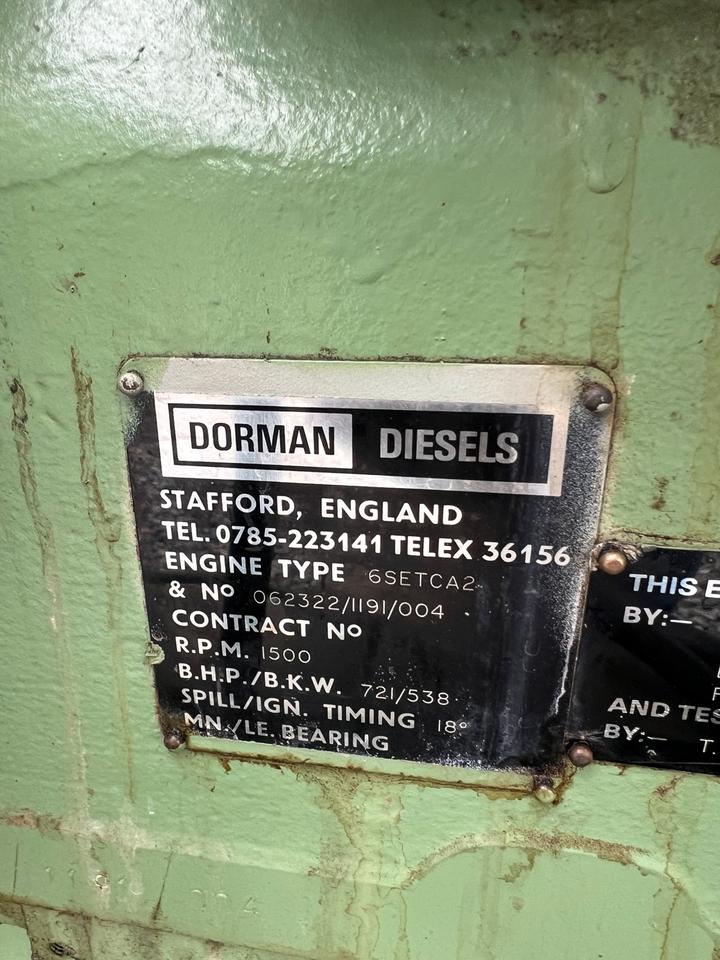 DORMAN DIESELS
STAFFORD, ENGLAND
TEL. 0785-223141 TELEX 36156
ENGINE TYPE 6SETCA2
& No 062322/1191/004
CONTRACT No
R.P.M. 1500
B.H.P./B.K.W. 721/538
SPILL/IGN. TIMING 18°
MN./LE. BEARING
THIS E
BY:—
AND TES
BY:— T.